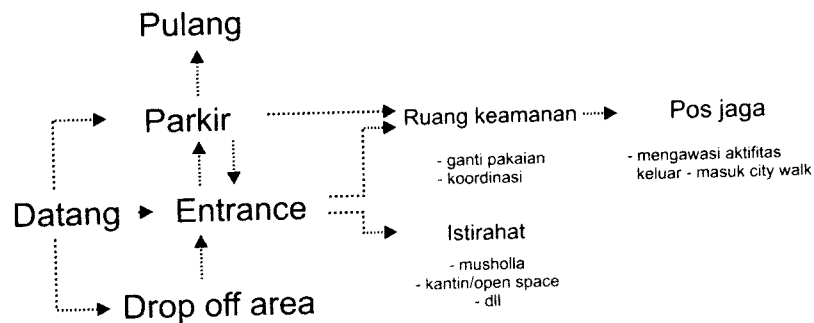 Pulang
Parkir
Ruang keamanan
Pos jaga
- ganti pakaian
- koordinasi
- mengawasi aktifitas
keluar - masuk city walk
Datang
Entrance
Istirahat
- musholla
- kantin/open space
- dll
Drop off area